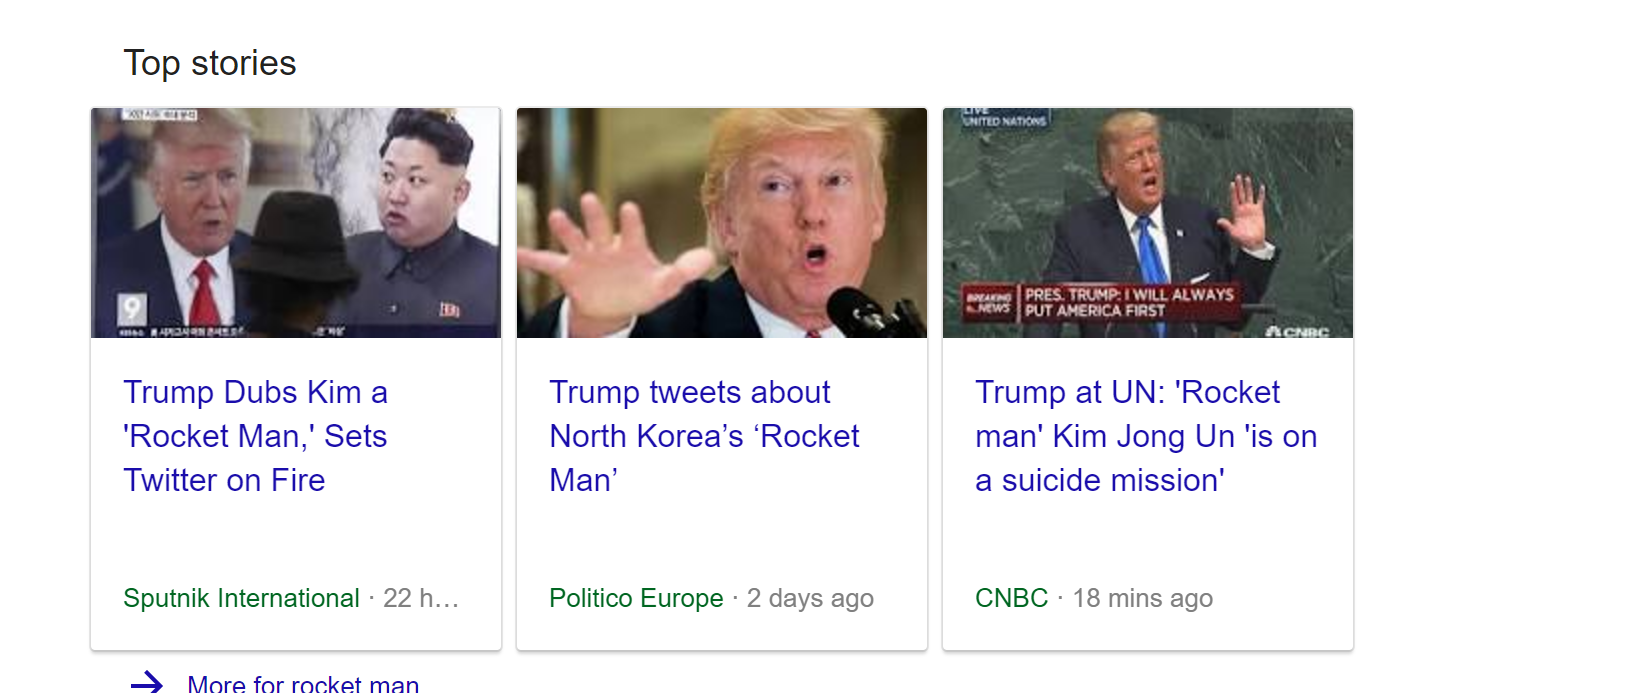 Top stories
9
LIVE
UNITED NATIONS
BREAKING
NEWS
PRES. TRUMP: I WILL ALWAYS
PUT AMERICA FIRST
CNBC
Trump Dubs Kim a
'Rocket Man,' Sets
Twitter on Fire
Sputnik International · 22 h...
Trump tweets about
North Korea’s ‘Rocket
Man’
Politico Europe · 2 days ago
Trump at UN: 'Rocket
man' Kim Jong Un 'is on
a suicide mission'
CNBC · 18 mins ago
More for rocket man